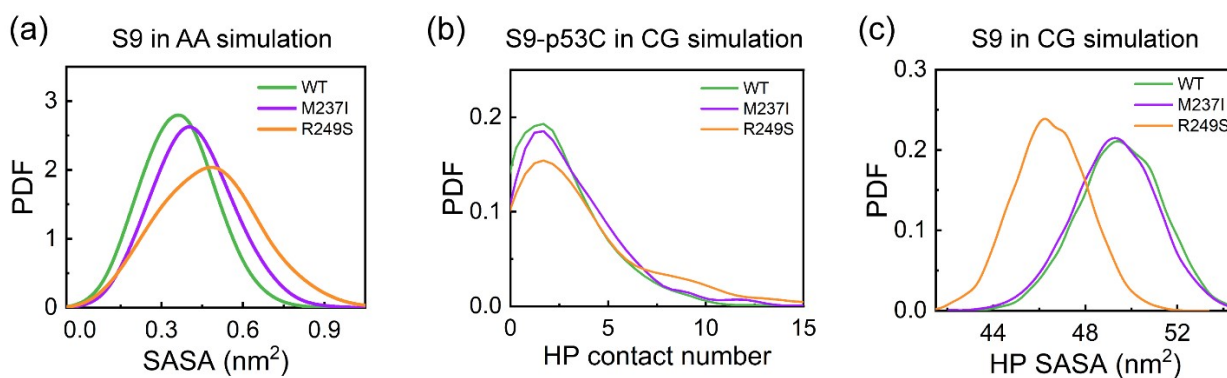 (a)
S9 in AA simulation
WT
M237I
R249S
PDF
3
2
1
0
0.0 0.3 0.6 0.9
SASA (nm²)
(b)
S9-p53C in CG simulation
WT
M237I
R249S
PDF
0.2
0.1
0.0
0 5 10 15
HP contact number
(c)
S9 in CG simulation
WT
M237I
R249S
PDF
0.3
0.2
0.1
0.0
44 48 52
HP SASA (nm²)